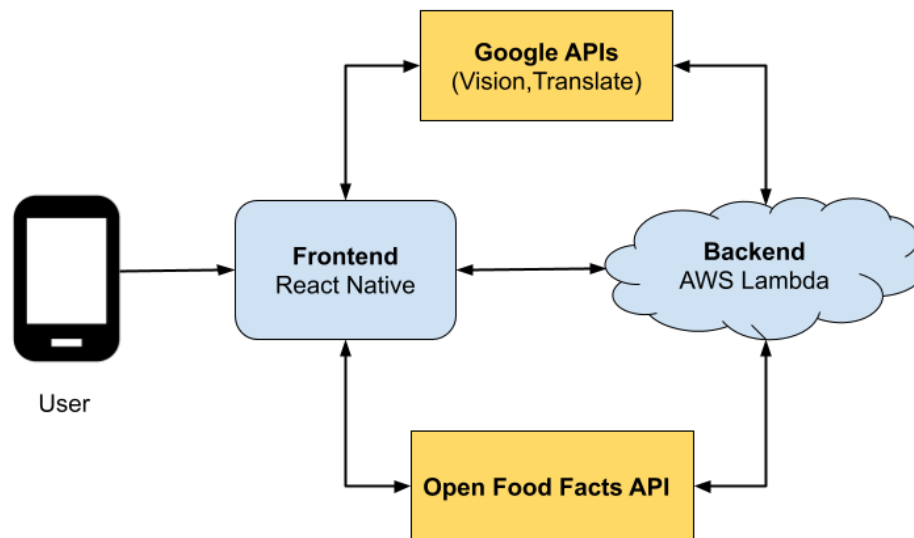 Google APIs
(Vision,Translate)
Frontend
React Native
Backend
AWS Lambda
User
Open Food Facts API